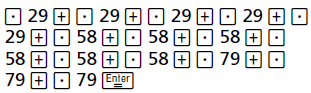 ⊡ 29 ⊞ ⊡ 29 ⊞ ⊡ 29 ⊞ ⊡ 29 ⊞ ⊡
29 ⊞ ⊡ 58 ⊞ ⊡ 58 ⊞ ⊡ 58 ⊞ ⊡
58 ⊞ ⊡ 58 ⊞ ⊡ 58 ⊞ ⊡ 79 ⊞ ⊡
79 ⊞ ⊡ 79 Enter =